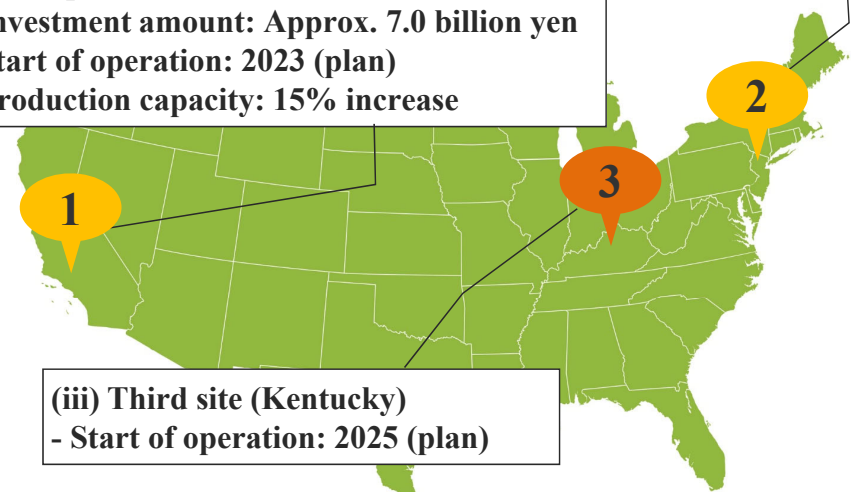 nvestment amount: Approx. 7.0 billion yen
tart of operation: 2023 (plan)
roduction capacity: 15% increase
2
3
1
(iii) Third site (Kentucky)
- Start of operation: 2025 (plan)